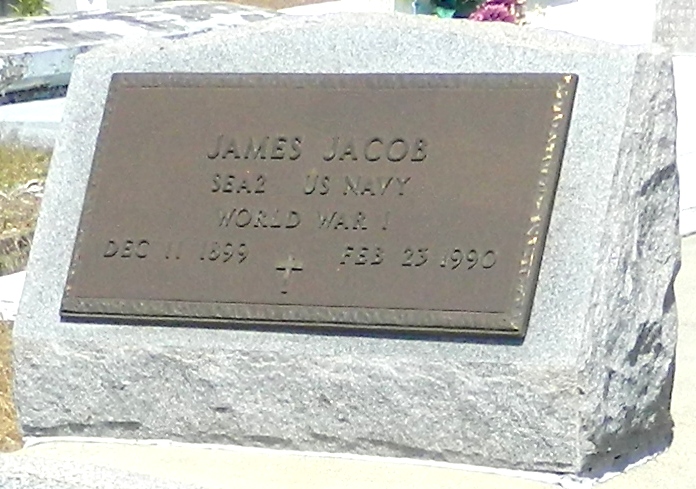 JAMES JACOB
SEA2 US NAVY
WORLD WAR I
DEC 11 1899 FEB 23 1990